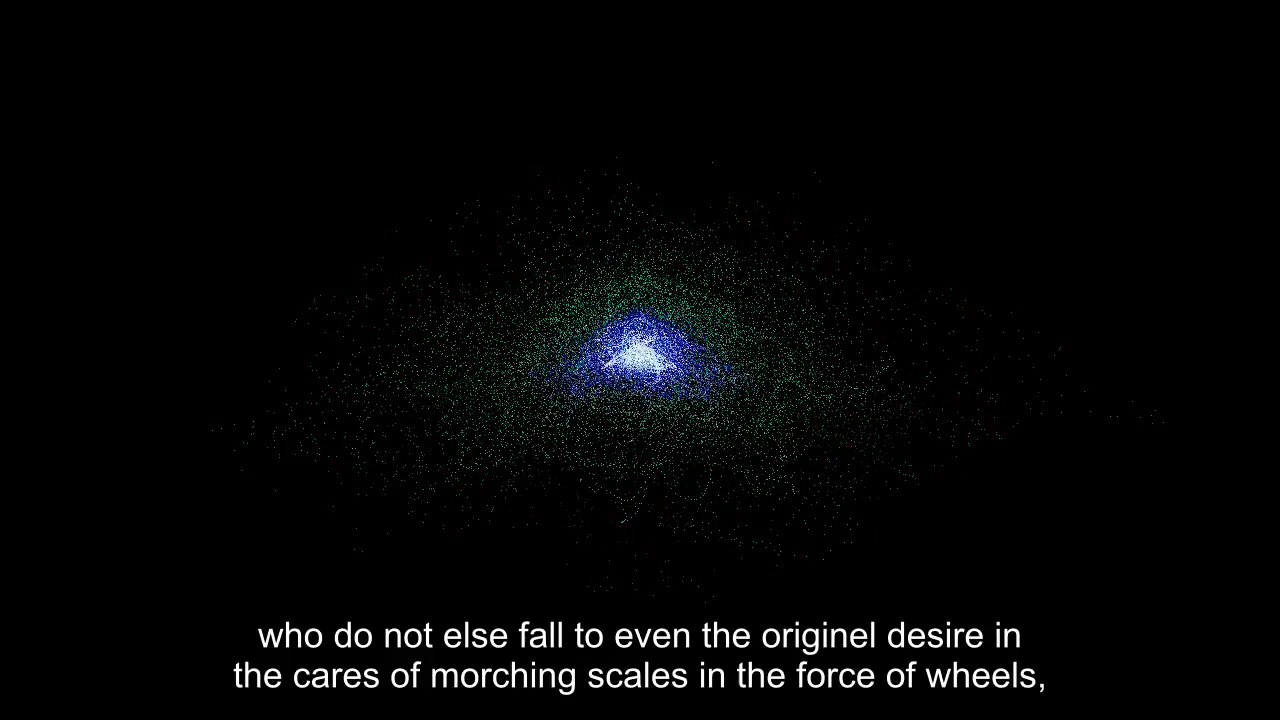 who do not else fall to even the originel desire in
the cares of morching scales in the force of wheels,